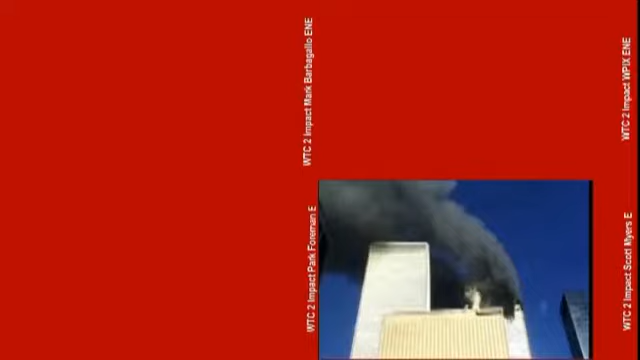 WTC 2 Impact Mark Barbagallo ENE
WTC 2 Impact WPIX ENE
WTC 2 Impact Park Foreman E
WTC 2 Impact Scott Myers E